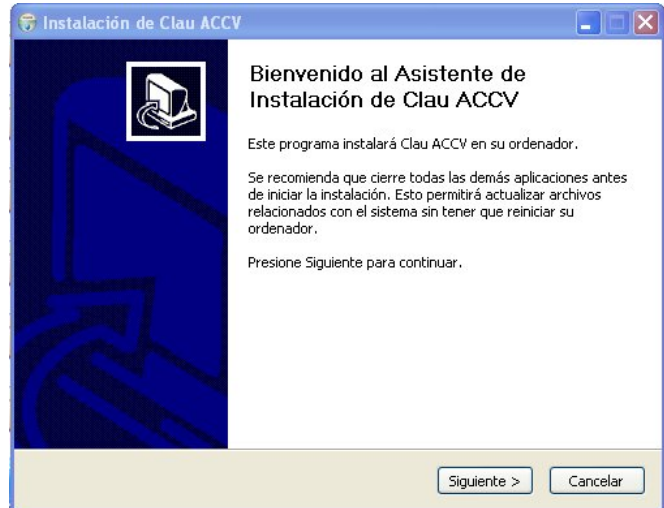 Instalación de Clau ACCV
Bienvenido al Asistente de
Instalación de Clau ACCV
Este programa instalará Clau ACCV en su ordenador.
Se recomienda que cierre todas las demás aplicaciones antes
de iniciar la instalación. Esto permitirá actualizar archivos
relacionados con el sistema sin tener que reiniciar su
ordenador.
Presione Siguiente para continuar.
Siguiente >
Cancelar